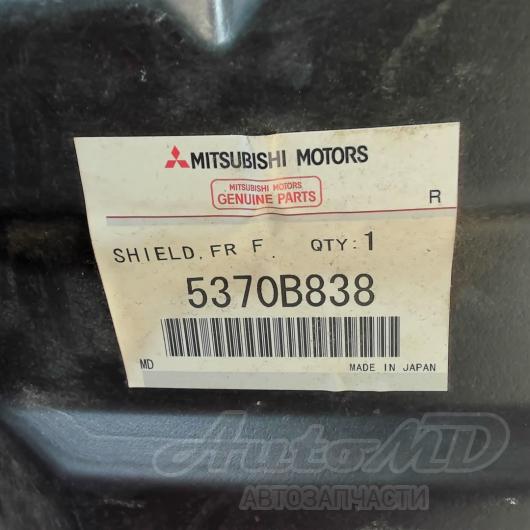 MITSUBISHI MOTORS
MITSUBISHI MOTORS
GENUINE PARTS
R
SHIELD, FR F. QTY: 1
5370B838
MD MADE IN JAPAN
AutoMD
АВТОЗАПЧАСТИ